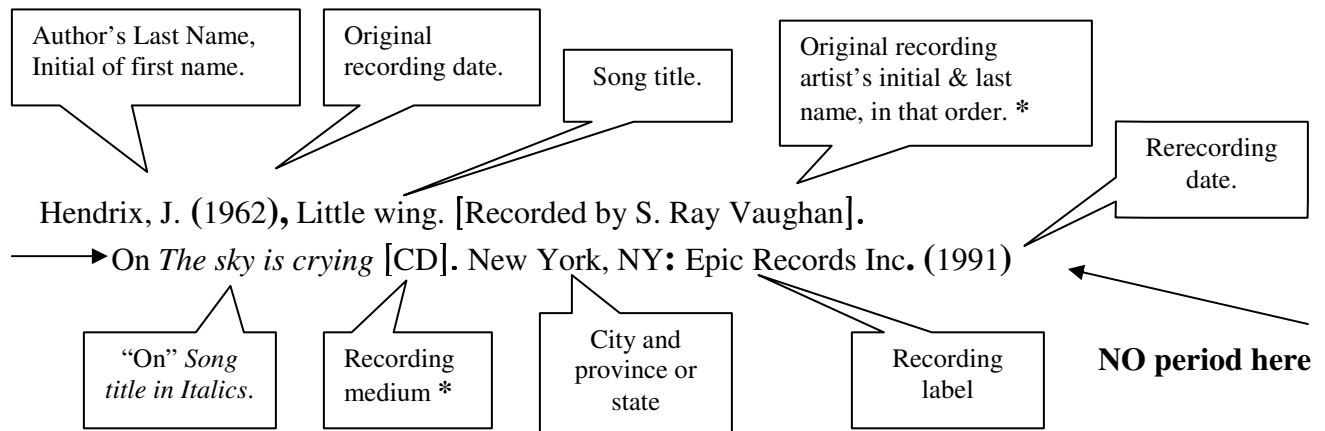 Author’s Last Name,
Initial of first name.
Original
recording date.
Song title.
Original recording
artist’s initial & last
name, in that order. *
Rerecording
date.
Hendrix, J. (1962), Little wing. [Recorded by S. Ray Vaughan].
On The sky is crying [CD]. New York, NY: Epic Records Inc. (1991)
“On” Song
title in Italics.
Recording
medium *
City and
province or
state
Recording
label
NO period here